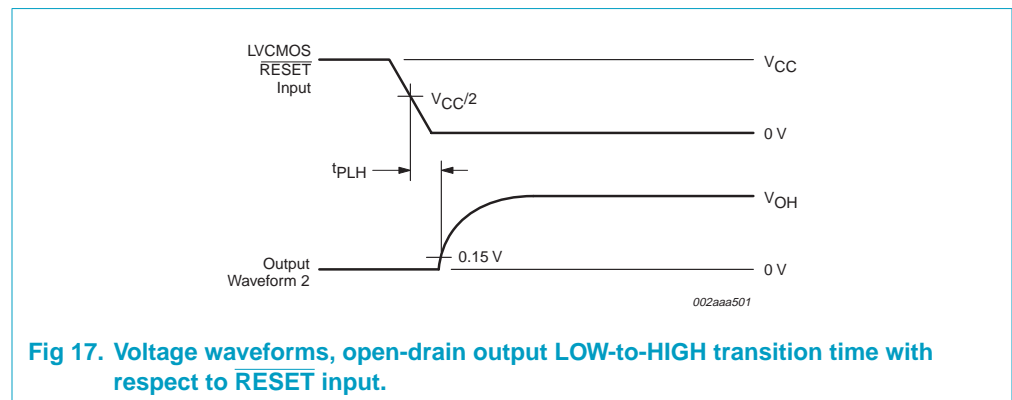 LVCMOS
RESET
Input
VCC
VCC/2
0 V
tPLH
VOH
0.15 V
Output
Waveform 2
0 V
002aaa501
Fig 17. Voltage waveforms, open-drain output LOW-to-HIGH transition time with
respect to RESET input.